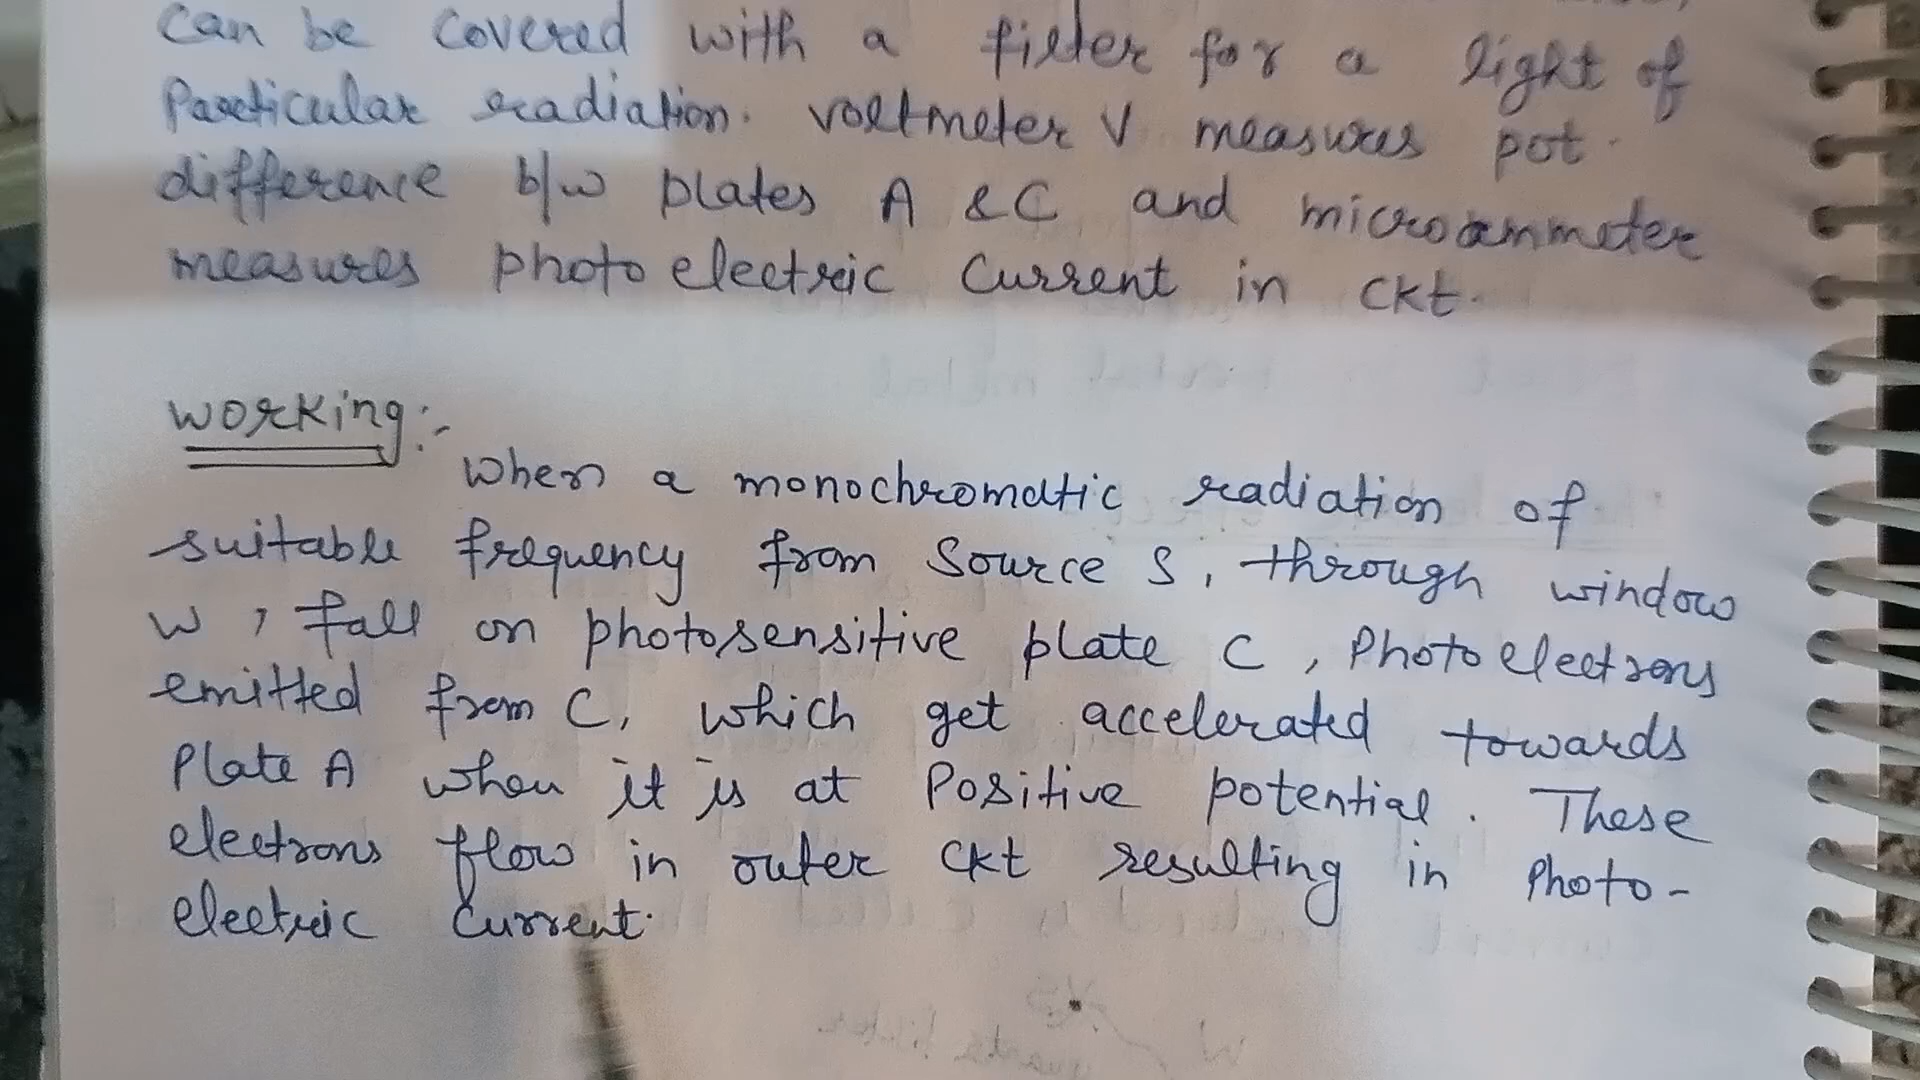 can be covered with a filter for a light of
Particular radiation. voltmeter V measures pot.
difference b/w plates A & C and microammeter
measures photo electric Current in ckt.
Working:-
When a monochromatic radiation of
suitable frequency from Source S, through window
W, fall on photosensitive plate C, Photo electrons
emitted from C, which get accelerated towards
Plate A when it is at Positive potential. These
electrons flow in outer Ckt resulting in Photo-
electric Current.